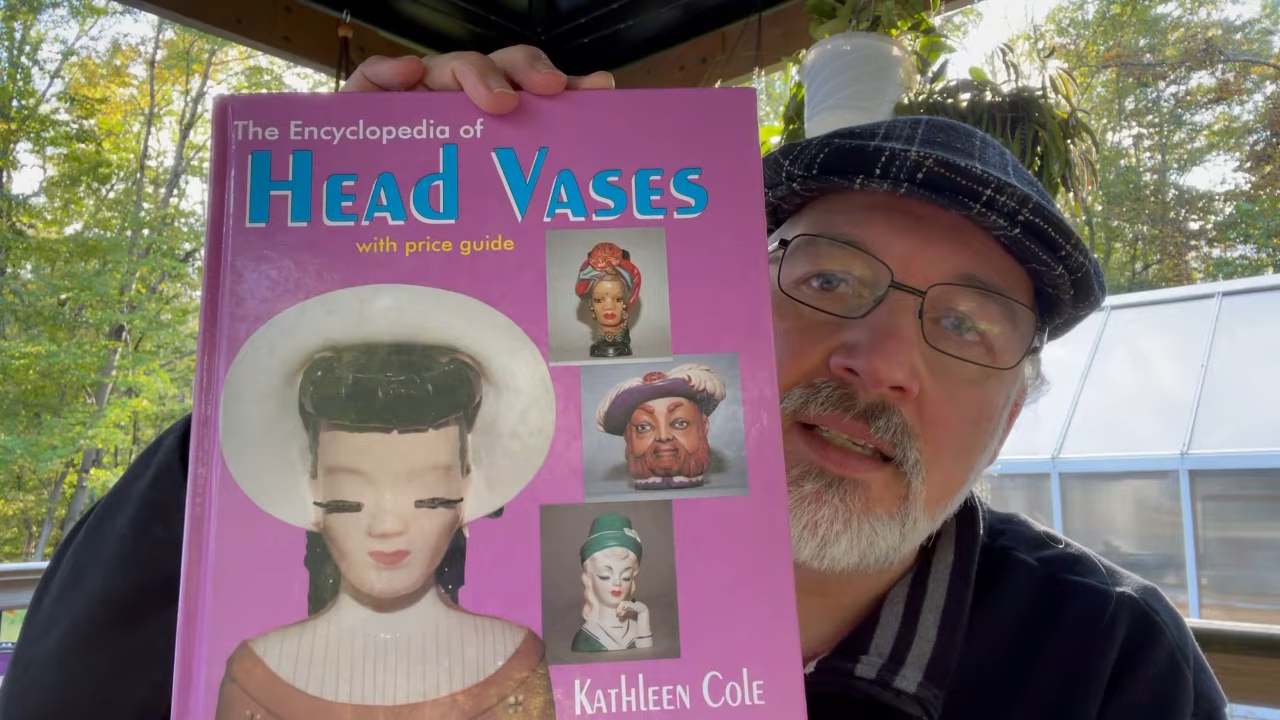 The Encyclopedia of
HEAD VASES
with price guide
KATHLEEN COLE